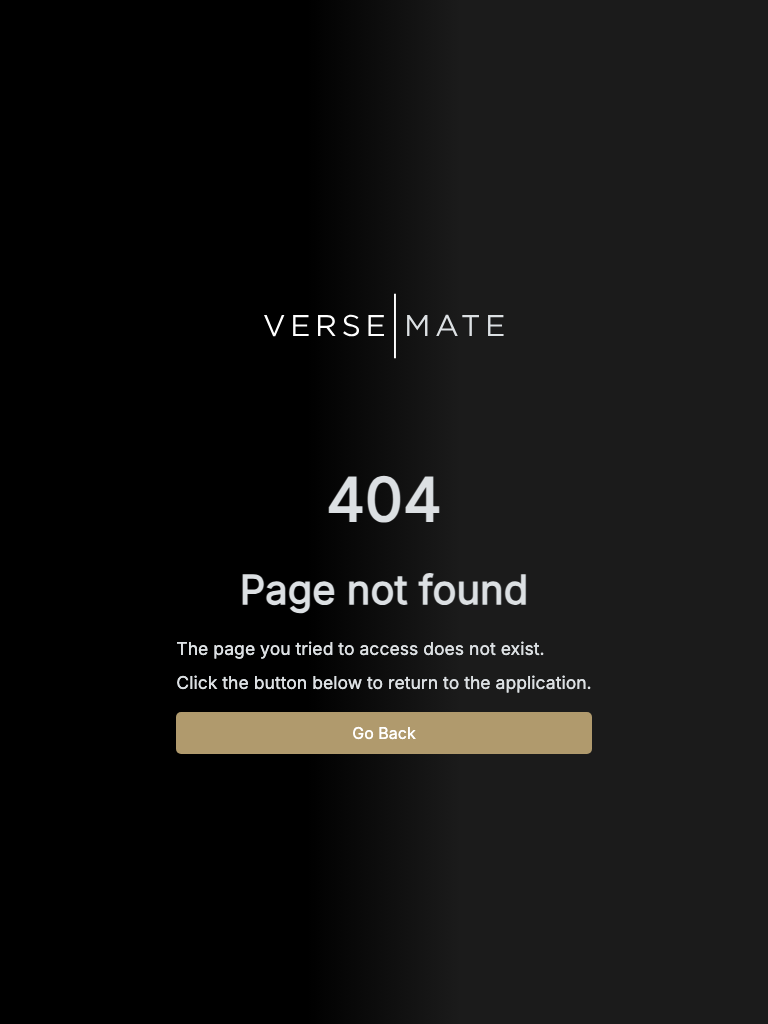 VERSE|MATE
404
Page not found
The page you tried to access does not exist.
Click the button below to return to the application.
Go Back